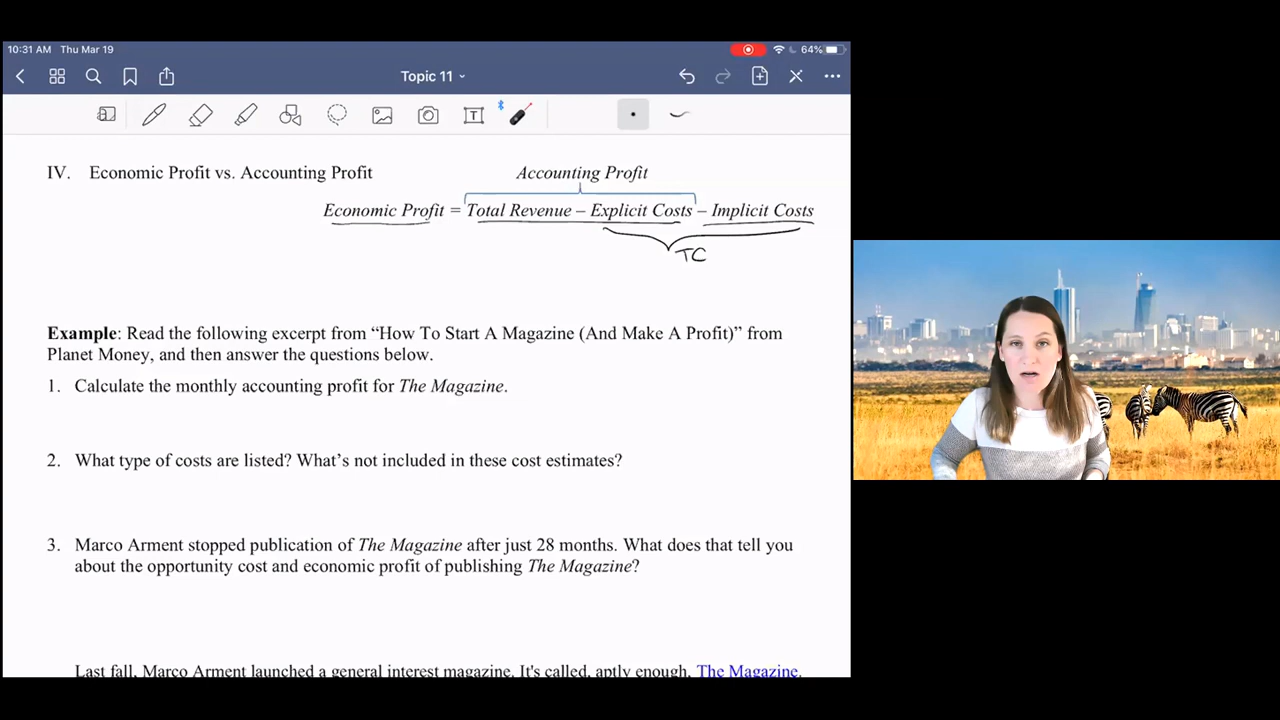 10:31 AM Thu Mar 19
64%
Topic 11
T
IV. Economic Profit vs. Accounting Profit
Accounting Profit
Economic Profit = Total Revenue – Explicit Costs – Implicit Costs
TC
Example: Read the following excerpt from “How To Start A Magazine (And Make A Profit)” from
Planet Money, and then answer the questions below.
1. Calculate the monthly accounting profit for The Magazine.
2. What type of costs are listed? What’s not included in these cost estimates?
3. Marco Arment stopped publication of The Magazine after just 28 months. What does that tell you
about the opportunity cost and economic profit of publishing The Magazine?
Last fall, Marco Arment launched a general interest magazine. It's called, aptly enough, The Magazine.